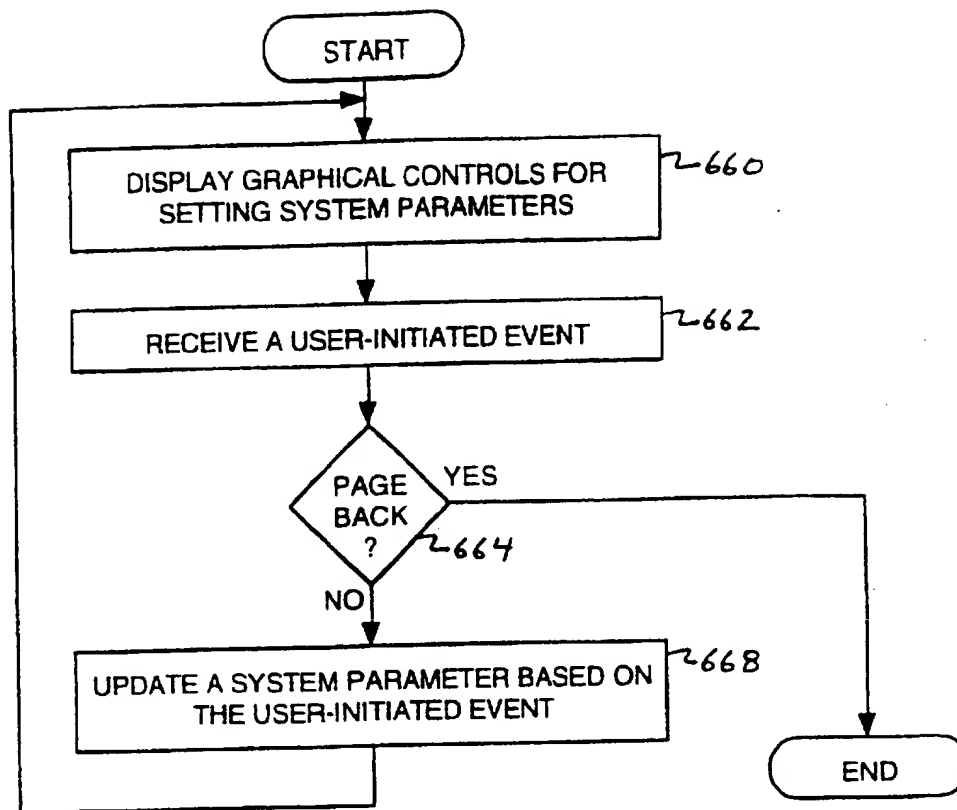 START
DISPLAY GRAPHICAL CONTROLS FOR
SETTING SYSTEM PARAMETERS
660
RECEIVE A USER-INITIATED EVENT
662
PAGE
BACK
?
YES
664
NO
UPDATE A SYSTEM PARAMETER BASED ON
THE USER-INITIATED EVENT
668
END